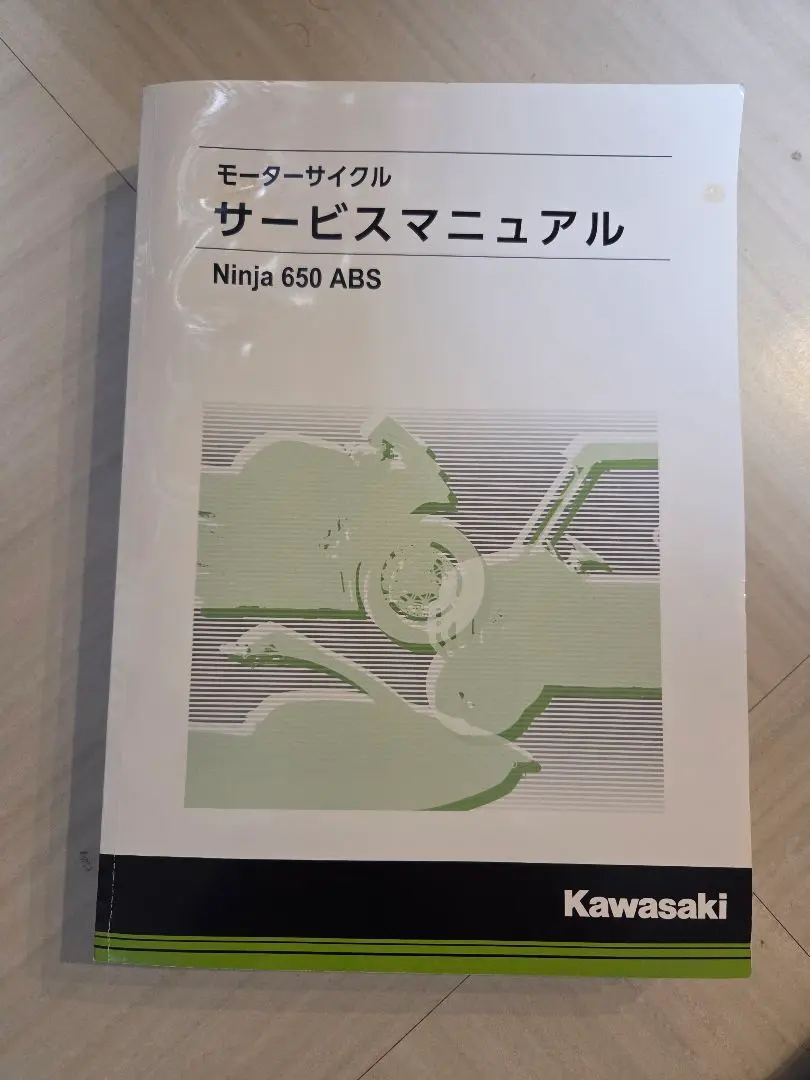 モーターサイクル
サービスマニュアル
Ninja 650 ABS
Kawasaki